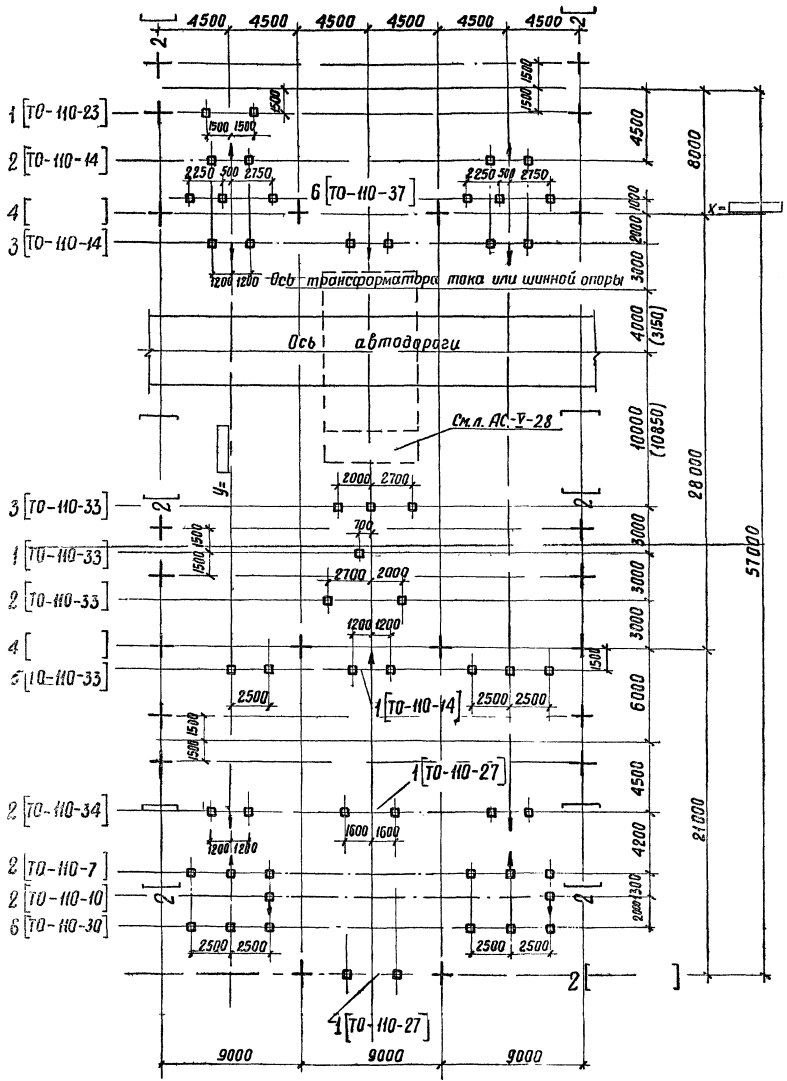 4500 4500 4500 4500 4500 4500
2[ ] 2[ ]
1500
1500
1500
1 [ТО-110-23]
1500 1500
4500
8000
2 [ТО-110-14]
2250 500 2750
2250 500 2750
6 [ТО-110-37]
1000
4 [ ]
х=
2000
3 [ТО-110-14]
1200 1200
Ось трансформатора тока или шинной опоры
3000
Ось автодороги
4000
(3150)
См.л. АС-V-28
10000
(10850)
28000
57000
у=
2000 2700
3 [ТО-110-33]
2[ ] 2[ ]
700
1500
1500
3000
1 [ТО-110-33]
2700 2000
3000
2 [ТО-110-33]
1200 1200
3000
4 [ ]
1500
[ТО-110-33]
2500
1 [ТО-110-14]
2500 2500
6000
1500
1500
1 [ТО-110-27]
4500
2 [ТО-110-34]
1600 1600
1200 1200
4200
21000
2 [ТО-110-7]
2 [ТО-110-10]
2[ ] 2[ ]
1300
6 [ТО-110-30]
2000
2500 2500
2500 2500
2 [ ]
1 [ТО-110-27]
9000 9000 9000